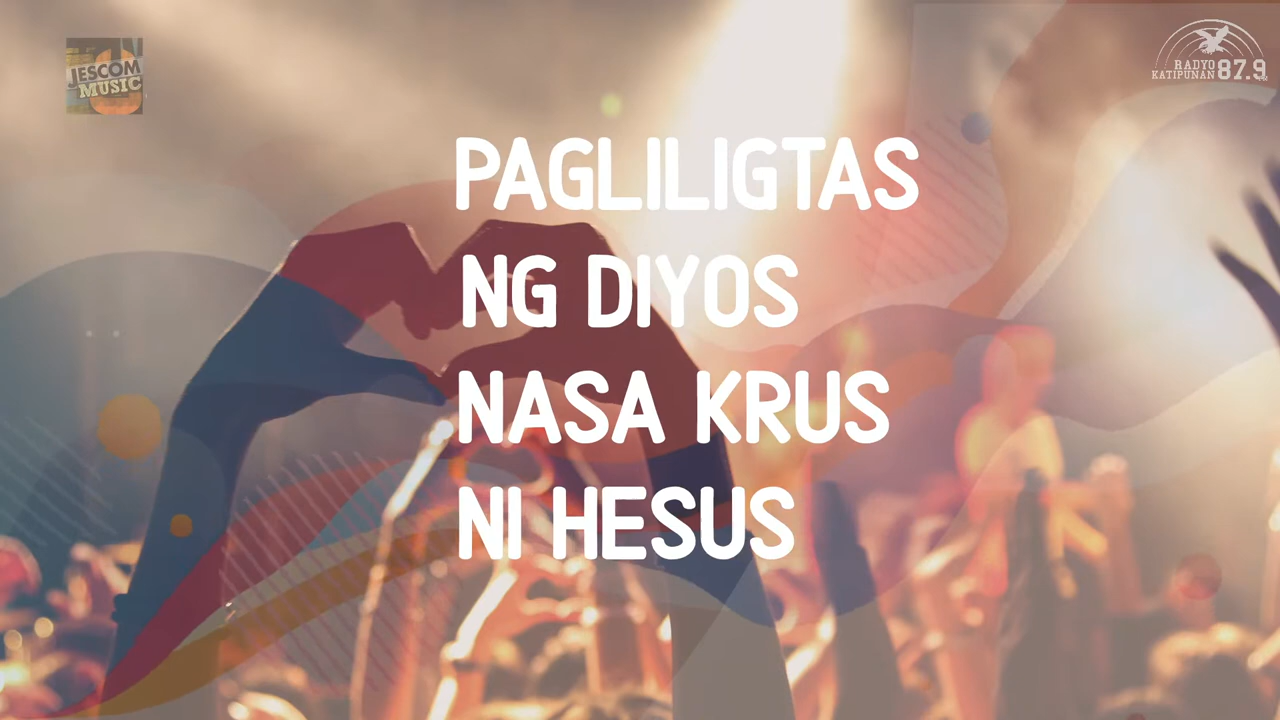 JESCOM
MUSIC
RADYO
KATIPUNAN 87.9
PAGLILIGTAS
NG DIYOS
NASA KRUS
NI HESUS